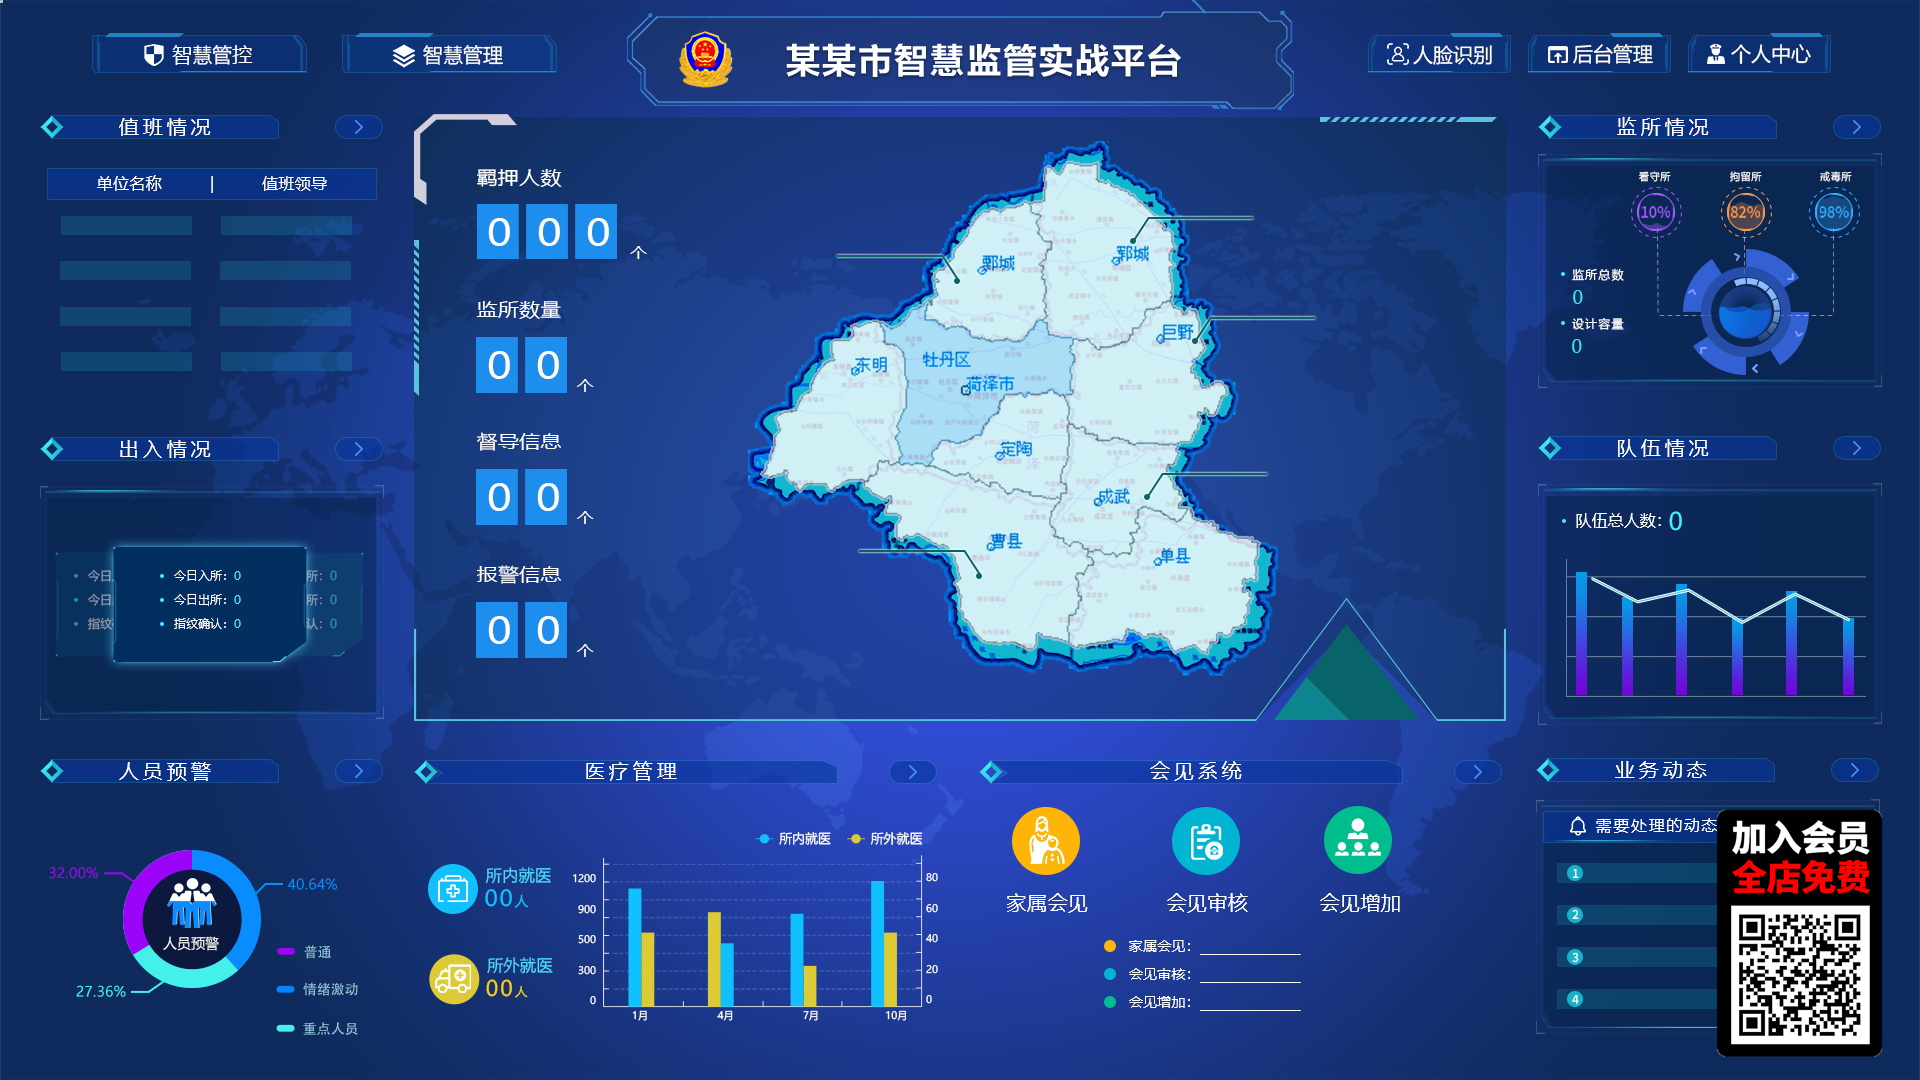 智慧管控
智慧管理
某某市智慧监管实战平台
人脸识别
后台管理
个人中心
值班情况
单位名称 | 值班领导
出入情况
今日
今日
指纹
今日入所：0
今日出所：0
指纹确认：0
所：0
所：0
认：0
人员预警
32.00%
40.64%
27.36%
人员预警
普通
情绪激动
重点人员
羁押人数
0 0 0 个
监所数量
0 0 个
督导信息
0 0 个
报警信息
0 0 个
鄄城
郓城
巨野
东明
牡丹区
菏泽市
定陶
成武
曹县
单县
医疗管理
所内就医 所外就医
所内就医
00人
所外就医
00人
1200
900
500
300
0
80
60
40
20
0
1月 4月 7月 10月
会见系统
家属会见
会见审核
会见增加
家属会见：
会见审核：
会见增加：
监所情况
看守所 拘留所 戒毒所
10% 82% 98%
监所总数
0
设计容量
0
队伍情况
队伍总人数：0
业务动态
需要处理的动态
1
2
3
4
加入会员
全店免费